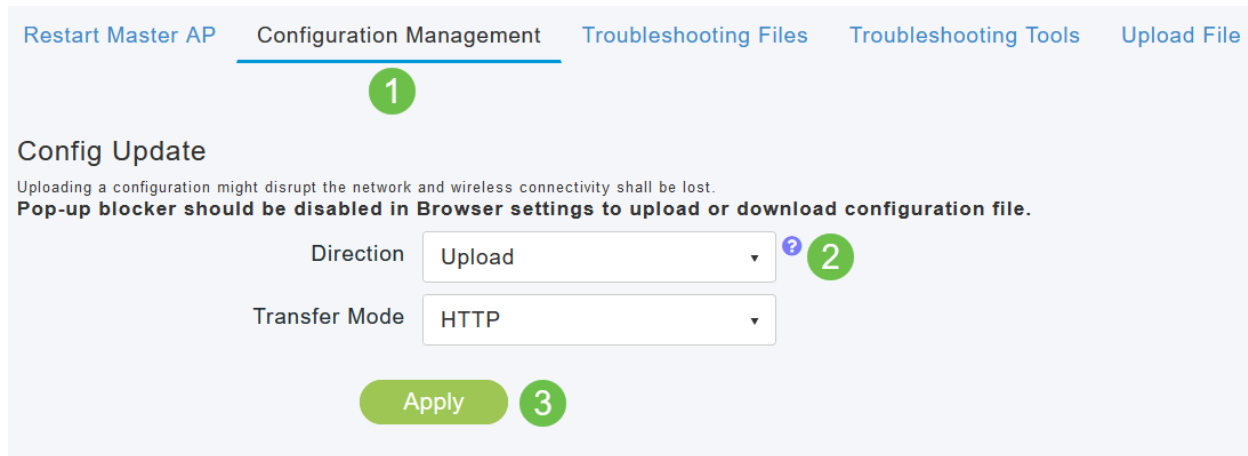 Restart Master AP Configuration Management Troubleshooting Files Troubleshooting Tools Upload File
1
Config Update
Uploading a configuration might disrupt the network and wireless connectivity shall be lost.
Pop-up blocker should be disabled in Browser settings to upload or download configuration file.
Direction Upload ? 2
Transfer Mode HTTP
Apply 3